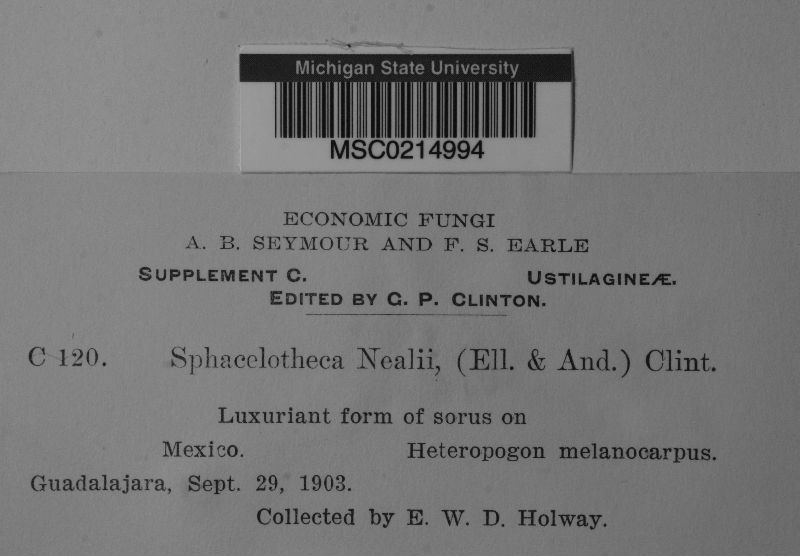 Michigan State University
MSC0214994
ECONOMIC FUNGI
A. B. SEYMOUR AND F. S. EARLE
SUPPLEMENT C. USTILAGINEÆ.
EDITED BY G. P. CLINTON.
C 120. Sphacelotheca Nealii, (Ell. & And.) Clint.
Luxuriant form of sorus on
Mexico. Heteropogon melanocarpus.
Guadalajara, Sept. 29, 1903.
Collected by E. W. D. Holway.